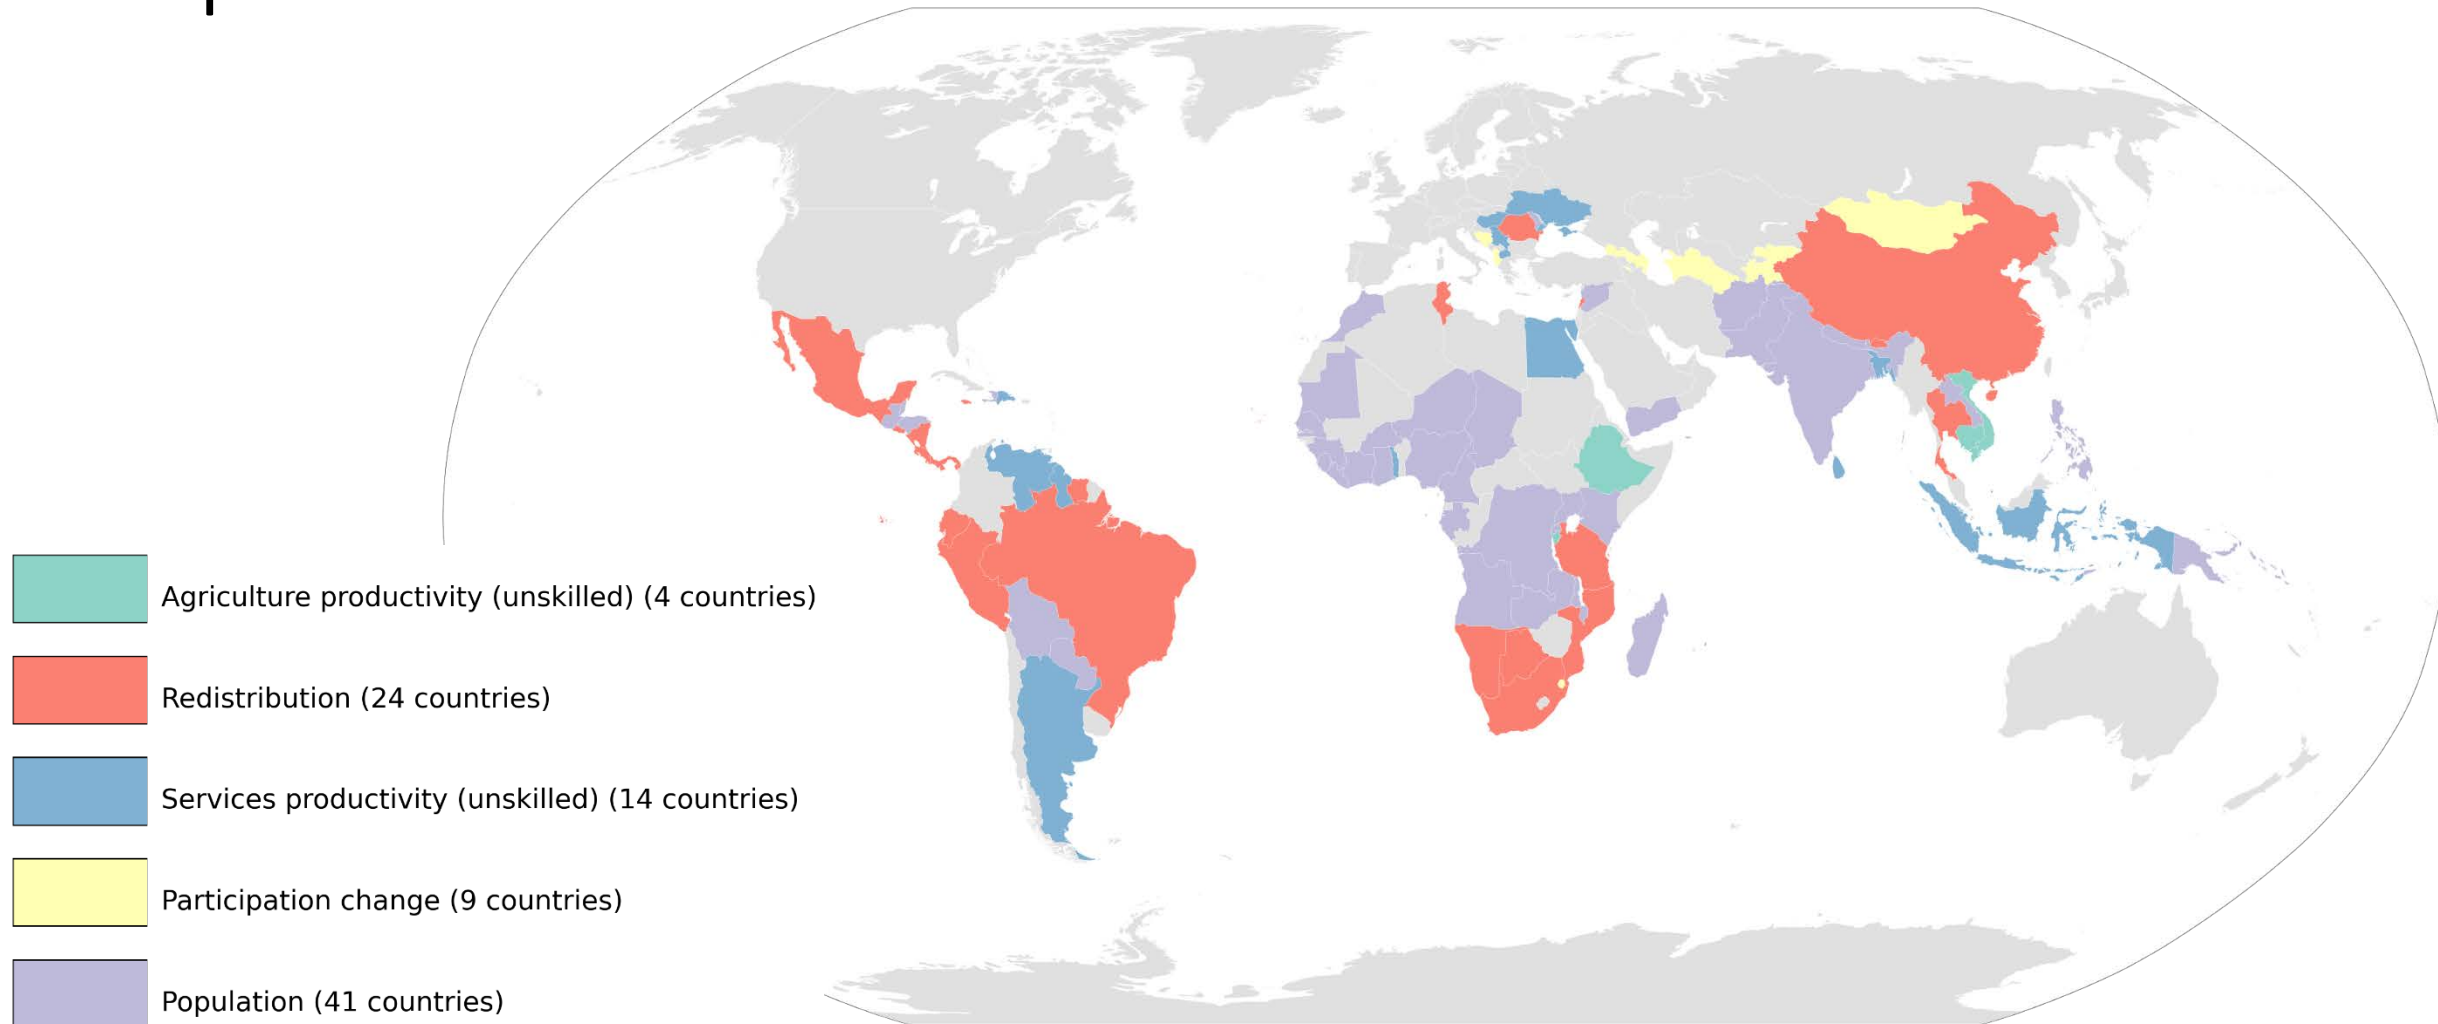 Agriculture productivity (unskilled) (4 countries)
Redistribution (24 countries)
Services productivity (unskilled) (14 countries)
Participation change (9 countries)
Population (41 countries)